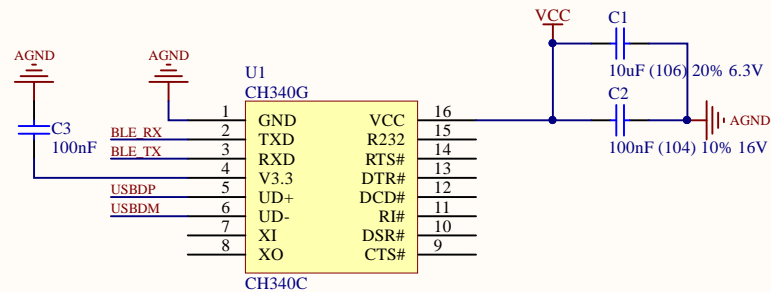 VCC
C1
10uF (106) 20% 6.3V
C2
100nF (104) 10% 16V
AGND
AGND
AGND
C3
100nF
U1
CH340G
1 GND VCC 16
BLE_RX 2 TXD R232 15
BLE_TX 3 RXD RTS# 14
4 V3.3 DTR# 13
USBDP 5 UD+ DCD# 12
USBDM 6 UD- RI# 11
7 XI DSR# 10
8 XO CTS# 9
CH340C